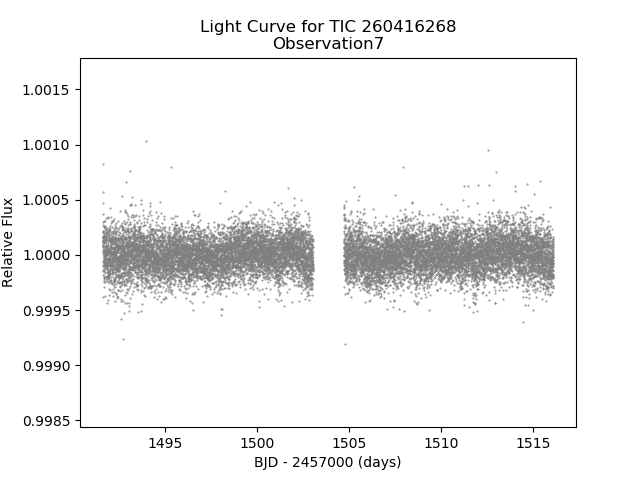 Light Curve for TIC 260416268
Observation7
1.0015
1.0010
1.0005
1.0000
0.9995
0.9990
0.9985
Relative Flux
1495 1500 1505 1510 1515
BJD - 2457000 (days)